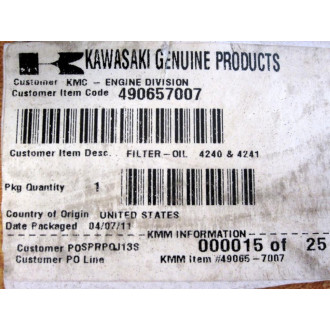 KAWASAKI GENUINE PRODUCTS
Customer KMC - ENGINE DIVISION
Customer Item Code 490657007
Customer Item Desc. FILTER-OIL 4240 & 4241
Pkg Quantity 1
Country of Origin UNITED STATES
Date Packaged 04/07/11
KMM INFORMATION
Customer POSPRPQJ13S 000015 of 25
Customer PO Line KMM Item #49065-7007